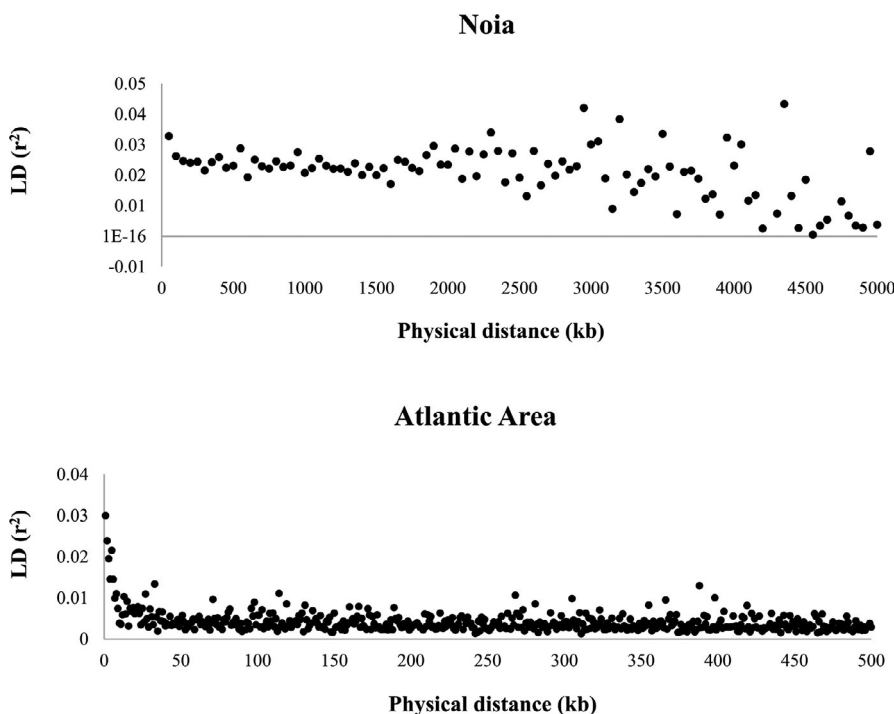 Noia
LD (r²)
0.05
0.04
0.03
0.02
0.01
1E-16
-0.01
0 500 1000 1500 2000 2500 3000 3500 4000 4500 5000
Physical distance (kb)
Atlantic Area
LD (r²)
0.04
0.03
0.02
0.01
0
0 50 100 150 200 250 300 350 400 450 500
Physical distance (kb)